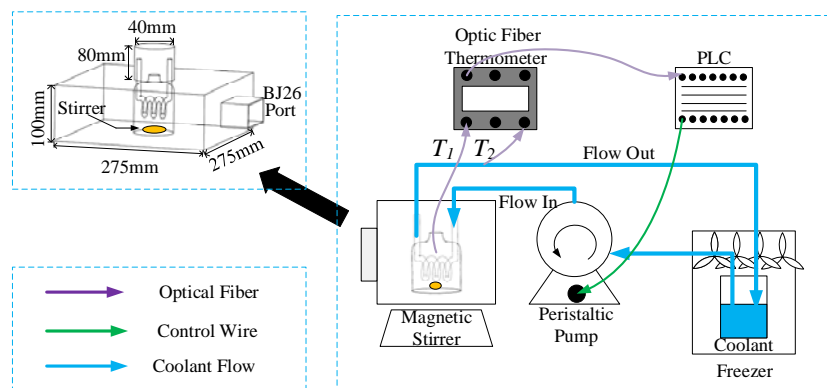 40mm
80mm
Stirrer
100mm
BJ26
Port
275mm
275mm
Optic Fiber
Thermometer
PLC
T1
T2
Flow Out
Flow In
Magnetic
Stirrer
Peristaltic
Pump
Coolant
Freezer
Optical Fiber
Control Wire
Coolant Flow